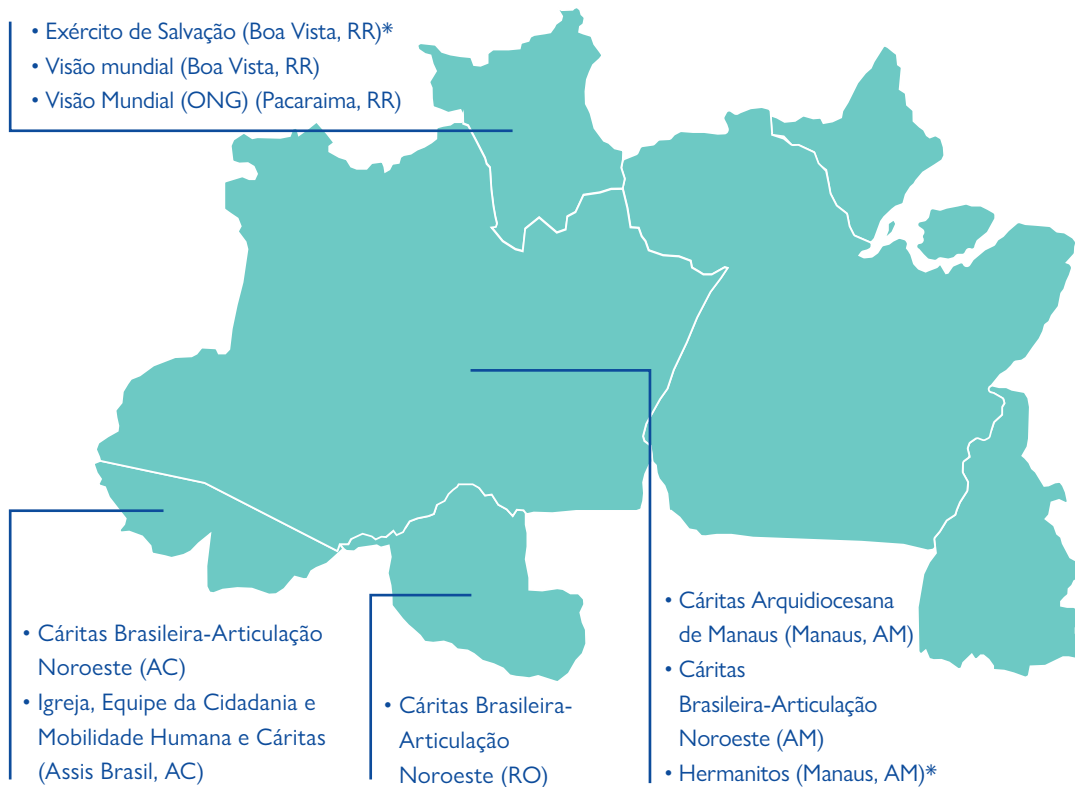 • Exército de Salvação (Boa Vista, RR)*
• Visão mundial (Boa Vista, RR)
• Visão Mundial (ONG) (Pacaraima, RR)
• Cáritas Brasileira-Articulação
Noroeste (AC)
• Igreja, Equipe da Cidadania e
Mobilidade Humana e Cáritas
(Assis Brasil, AC)
• Cáritas Brasileira-
Articulação
Noroeste (RO)
• Cáritas Arquidiocesana
de Manaus (Manaus, AM)
• Cáritas
Brasileira-Articulação
Noroeste (AM)
• Hermanitos (Manaus, AM)*